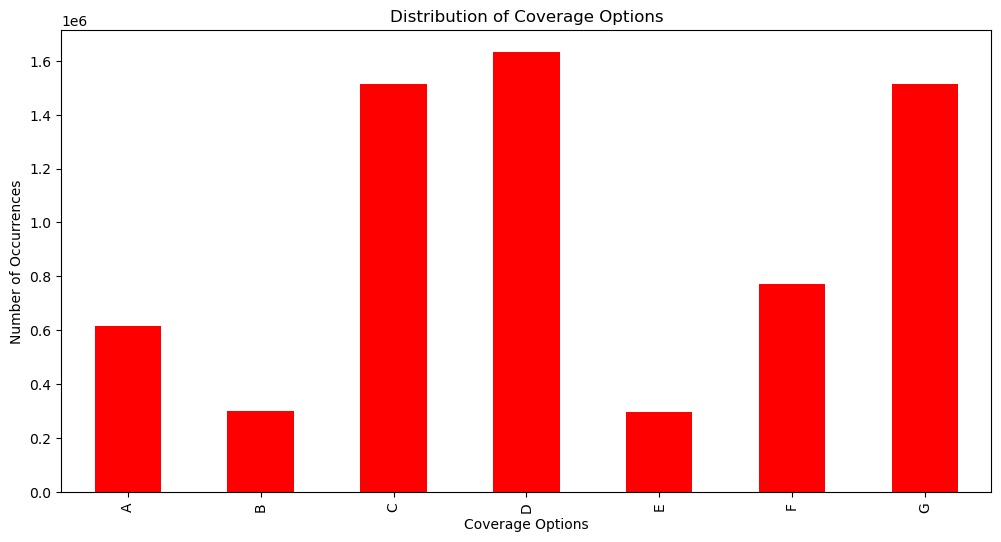 Distribution of Coverage Options
1e6
Number of Occurrences
1.6
1.4
1.2
1.0
0.8
0.6
0.4
0.2
0.0
A
B
C
D
E
F
G
Coverage Options